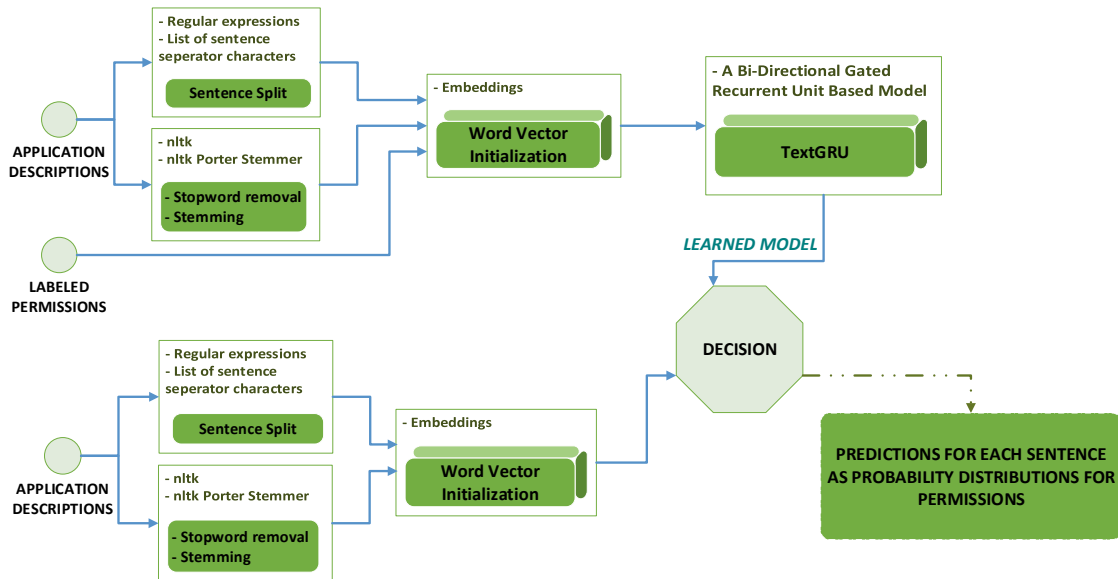 - Regular expressions
- List of sentence
seperator characters
Sentence Split
APPLICATION
DESCRIPTIONS
- nltk
- nltk Porter Stemmer
- Stopword removal
- Stemming
LABELED
PERMISSIONS
- Embeddings
Word Vector
Initialization
- A Bi-Directional Gated
Recurrent Unit Based Model
TextGRU
LEARNED MODEL
DECISION
- Regular expressions
- List of sentence
seperator characters
Sentence Split
APPLICATION
DESCRIPTIONS
- nltk
- nltk Porter Stemmer
- Stopword removal
- Stemming
- Embeddings
Word Vector
Initialization
PREDICTIONS FOR EACH SENTENCE
AS PROBABILITY DISTRIBUTIONS FOR
PERMISSIONS